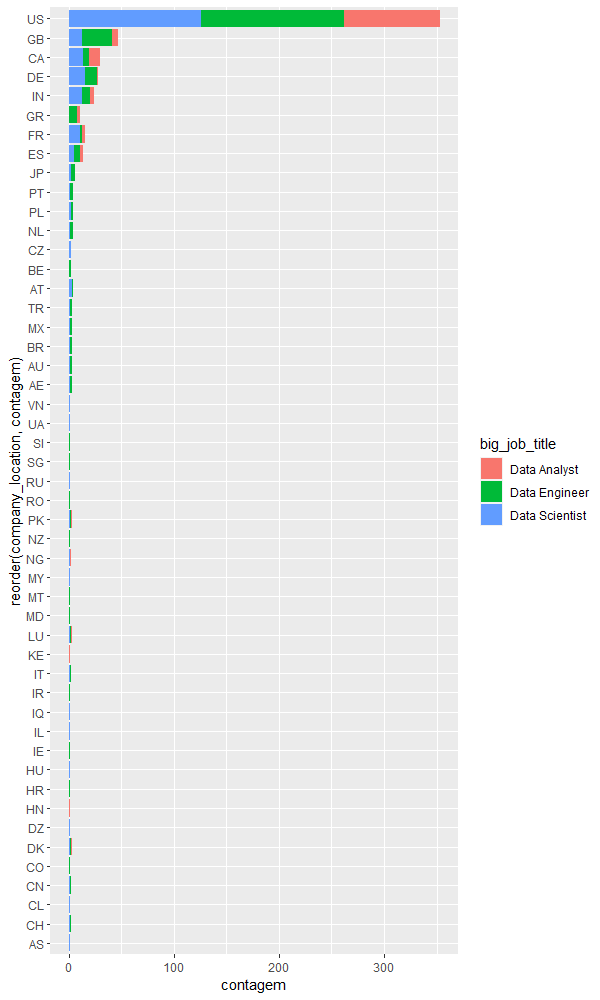 US
GB
CA
DE
IN
GR
FR
ES
JP
PT
PL
NL
CZ
BE
AT
TR
MX
BR
AU
AE
VN
UA
SI
SG
RU
RO
PK
NZ
NG
MY
MT
MD
LU
KE
IT
IR
IQ
IL
IE
HU
HR
HN
DZ
DK
CO
CN
CL
CH
AS
reorder(company_location, contagem)
0 100 200 300
contagem
big_job_title
Data Analyst
Data Engineer
Data Scientist